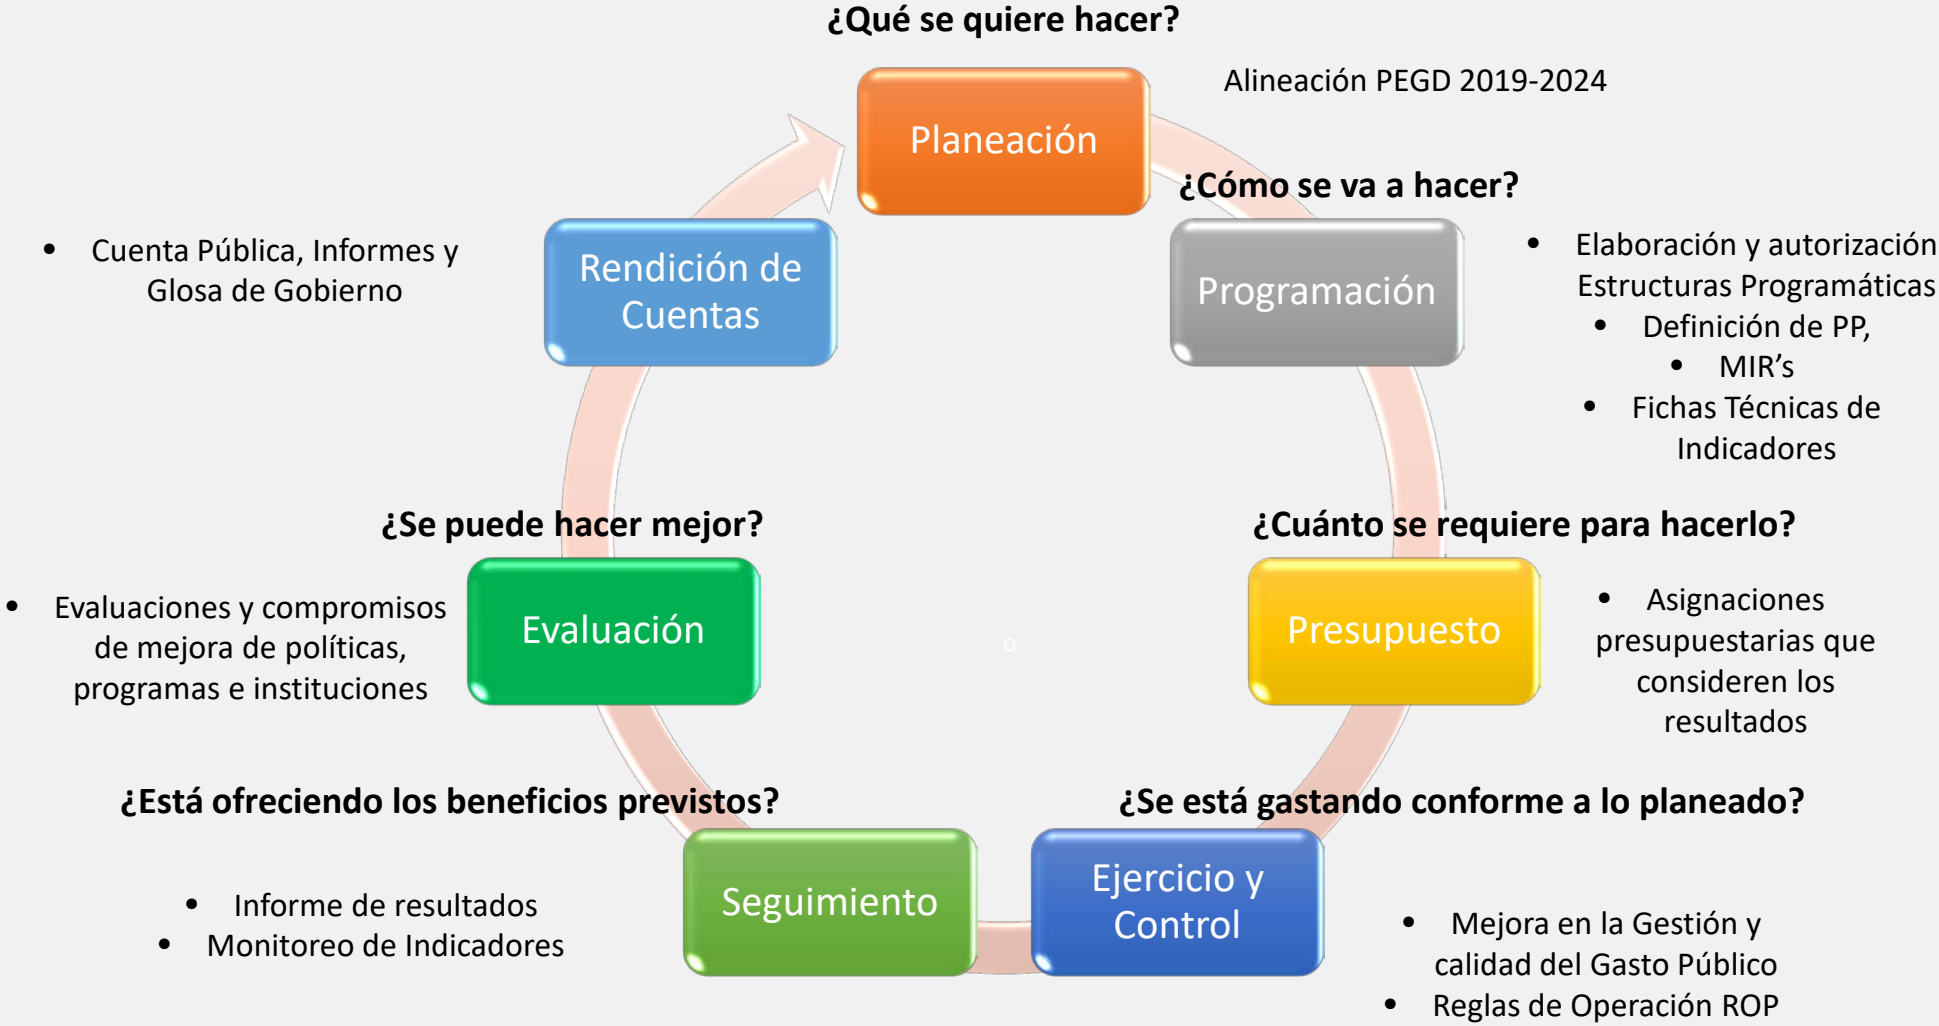 ¿Qué se quiere hacer?
Alineación PEGD 2019-2024
Planeación
¿Cómo se va a hacer?
Programación
• Elaboración y autorización
Estructuras Programáticas
• Definición de PP,
• MIR’s
• Fichas Técnicas de
Indicadores
¿Cuánto se requiere para hacerlo?
Presupuesto
• Asignaciones
presupuestarias que
consideren los
resultados
¿Se está gastando conforme a lo planeado?
Ejercicio y
Control
• Mejora en la Gestión y
calidad del Gasto Público
• Reglas de Operación ROP
¿Está ofreciendo los beneficios previstos?
Seguimiento
• Informe de resultados
• Monitoreo de Indicadores
¿Se puede hacer mejor?
Evaluación
• Evaluaciones y compromisos
de mejora de políticas,
programas e instituciones
Rendición de
Cuentas
• Cuenta Pública, Informes y
Glosa de Gobierno
o